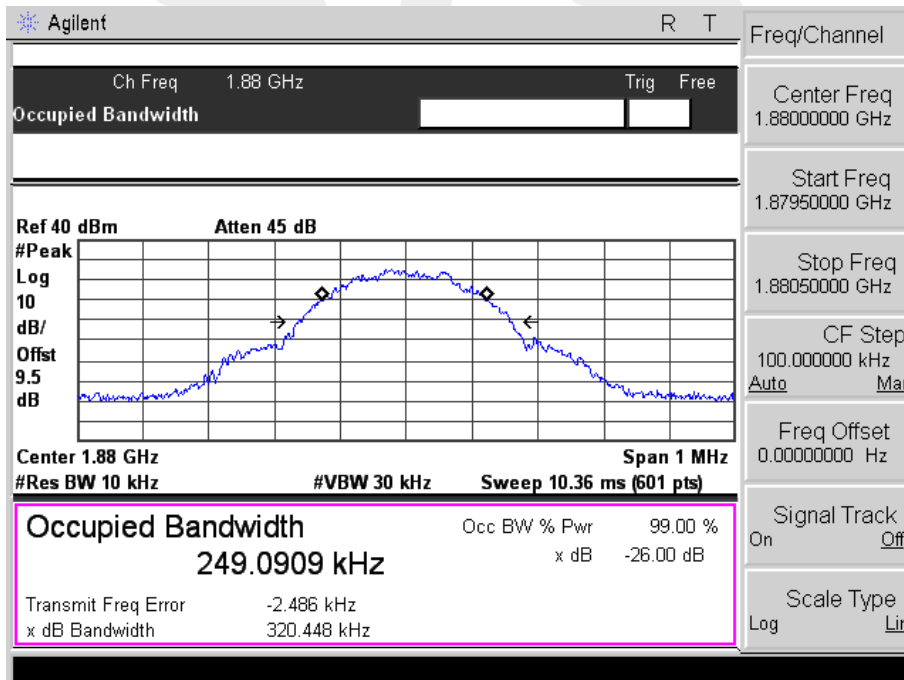 Agilent R T
Freq/Channel
Ch Freq 1.88 GHz Trig Free
Occupied Bandwidth
Center Freq
1.88000000 GHz
Start Freq
1.87950000 GHz
Stop Freq
1.88050000 GHz
CF Step
100.000000 kHz
Auto Mar
Freq Offset
0.00000000 Hz
Signal Track
On Off
Scale Type
Log Lin
Ref 40 dBm Atten 45 dB
#Peak
Log
10
dB/
Offst
9.5
dB
Center 1.88 GHz Span 1 MHz
#Res BW 10 kHz #VBW 30 kHz Sweep 10.36 ms (601 pts)
Occupied Bandwidth
249.0909 kHz
Occ BW % Pwr 99.00 %
x dB -26.00 dB
Transmit Freq Error -2.486 kHz
x dB Bandwidth 320.448 kHz